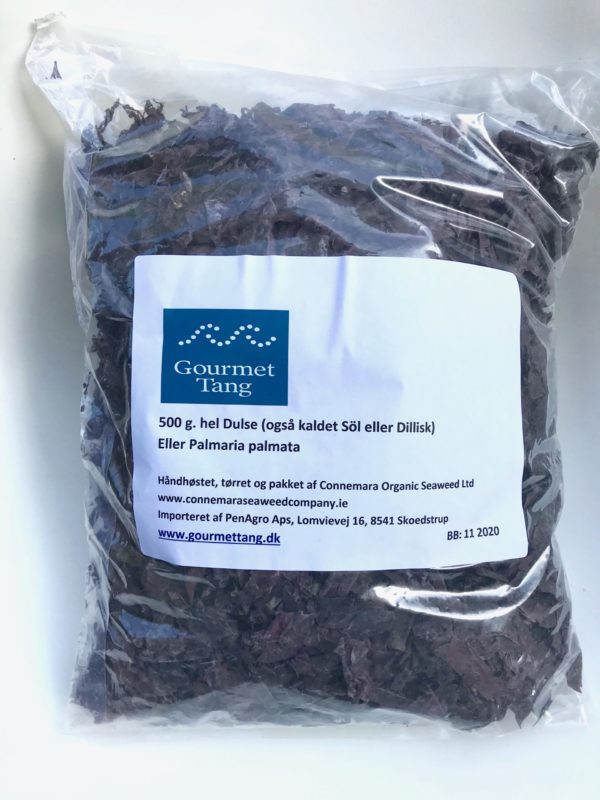 Gourmet
Tang
500 g. hel Dulse (også kaldet Söl eller Dillisk)
Eller Palmaria palmata
Håndhøstet, tørret og pakket af Connemara Organic Seaweed Ltd
www.connemaraseaweedcompany.ie
Importeret af PenAgro Aps, Lomvievej 16, 8541 Skoedstrup
www.gourmettang.dk
BB: 11 2020